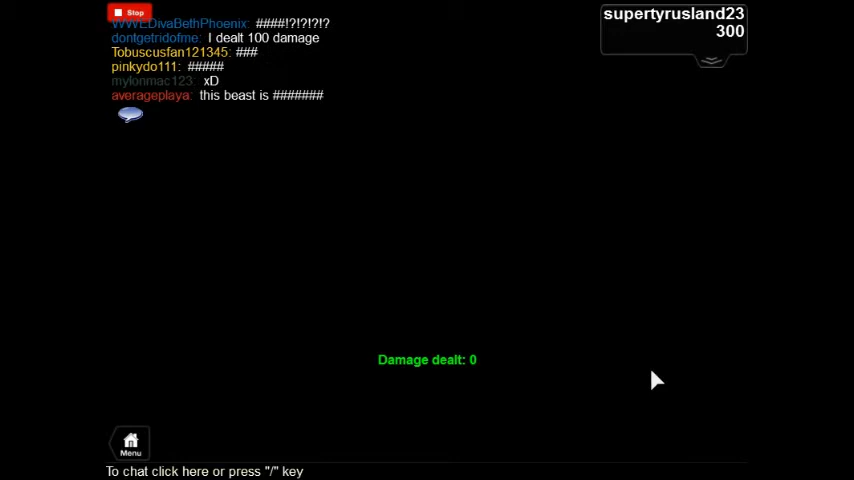 Stop
WWEDivaBethPhoenix: ####!?!?!?!?
dontgetridofme: I dealt 100 damage
Tobuscusfan121345: ###
pinkydo111: #####
mylonmac123: xD
averageplaya: this beast is #######
supertyrusland23
300
Damage dealt: 0
Menu
To chat click here or press "/" key